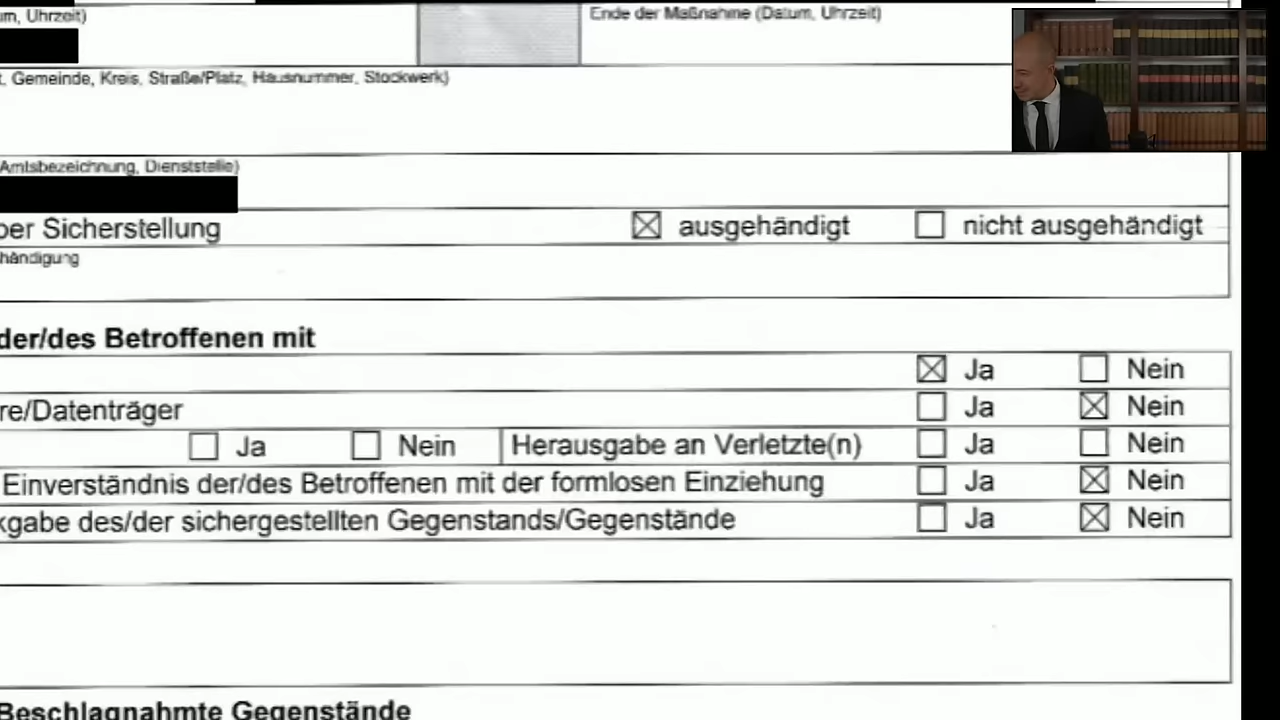 m, Uhrzeit)
Ende der Maßnahme (Datum, Uhrzeit)
Gemeinde, Kreis, Straße/Platz, Hausnummer, Stockwerk)
Amtsbezeichnung, Dienststelle)
ber Sicherstellung ausgehändigt nicht ausgehändigt
händigung
der/des Betroffenen mit
Ja Nein
re/Datenträger Ja Nein
Ja Nein Herausgabe an Verletzte(n) Ja Nein
Einverständnis der/des Betroffenen mit der formlosen Einziehung Ja Nein
kgabe des/der sichergestellten Gegenstands/Gegenstände Ja Nein
Beschlagnahmte Gegenstände